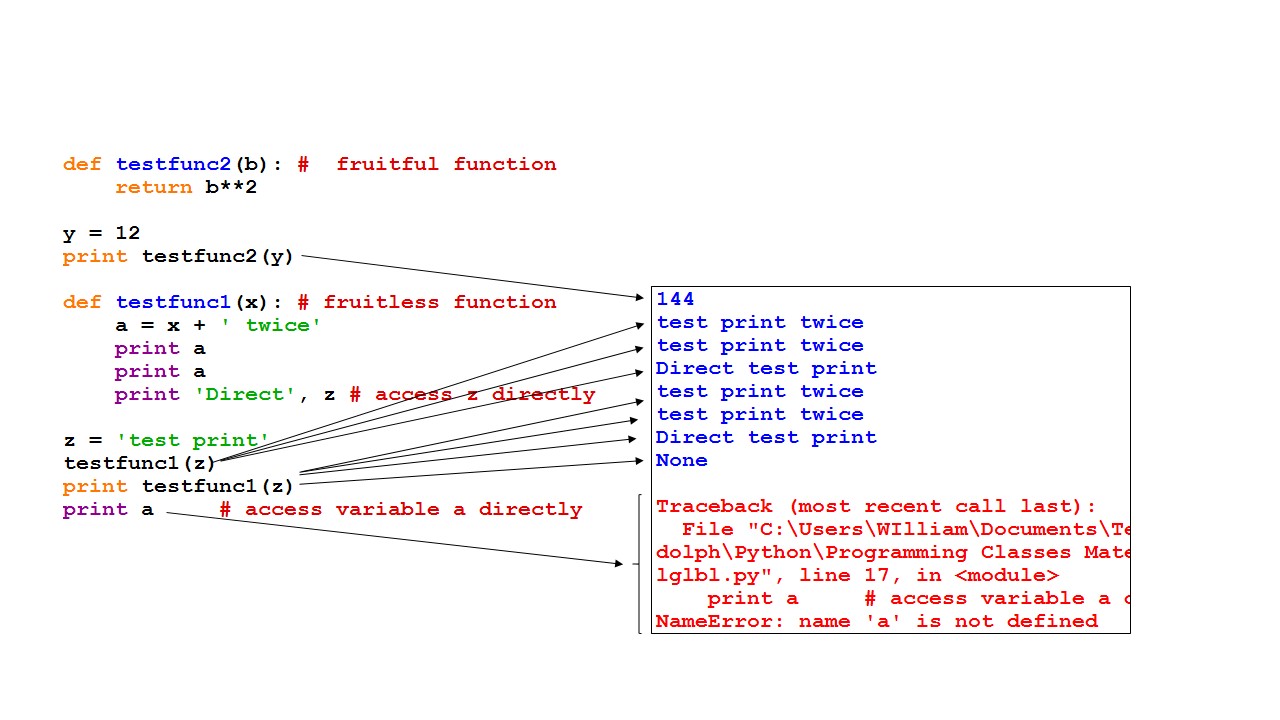 def testfunc2(b): #  fruitful function
    return b**2
y = 12
print testfunc2(y)
def testfunc1(x): # fruitless function
    a = x + ' twice'
    print a
    print a
    print 'Direct', z # access z directly
z = 'test print'
testfunc1(z)
print testfunc1(z)
print a     # access variable a directly
144
test print twice
test print twice
Direct test print
test print twice
test print twice
Direct test print
None
Traceback (most recent call last):
  File "C:\Users\WIlliam\Documents\Te
dolph\Python\Programming Classes Mate
lglbl.py", line 17, in <module>
    print a     # access variable a
NameError: name 'a' is not defined